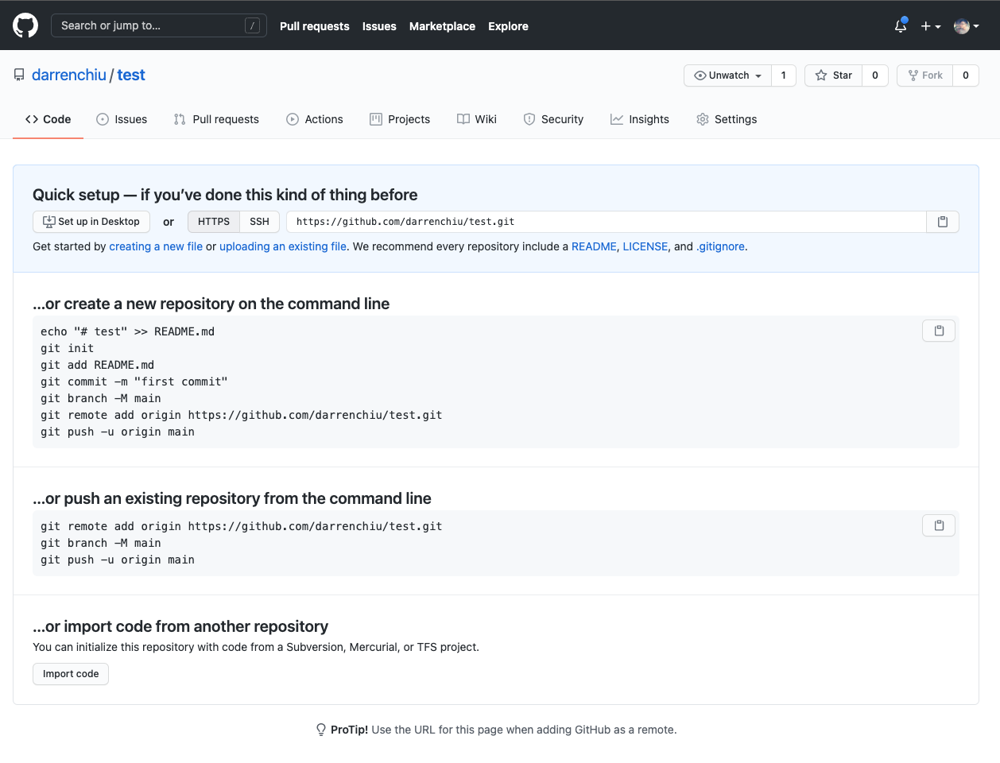 Search or jump to... /
Pull requests Issues Marketplace Explore
darrenchiu / test
Unwatch 1 Star 0 Fork 0
Code Issues Pull requests Actions Projects Wiki Security Insights Settings
Quick setup — if you’ve done this kind of thing before
Set up in Desktop or HTTPS SSH https://github.com/darrenchiu/test.git
Get started by creating a new file or uploading an existing file. We recommend every repository include a README, LICENSE, and .gitignore.
...or create a new repository on the command line
echo "# test" >> README.md
git init
git add README.md
git commit -m "first commit"
git branch -M main
git remote add origin https://github.com/darrenchiu/test.git
git push -u origin main
...or push an existing repository from the command line
git remote add origin https://github.com/darrenchiu/test.git
git branch -M main
git push -u origin main
...or import code from another repository
You can initialize this repository with code from a Subversion, Mercurial, or TFS project.
Import code
ProTip! Use the URL for this page when adding GitHub as a remote.